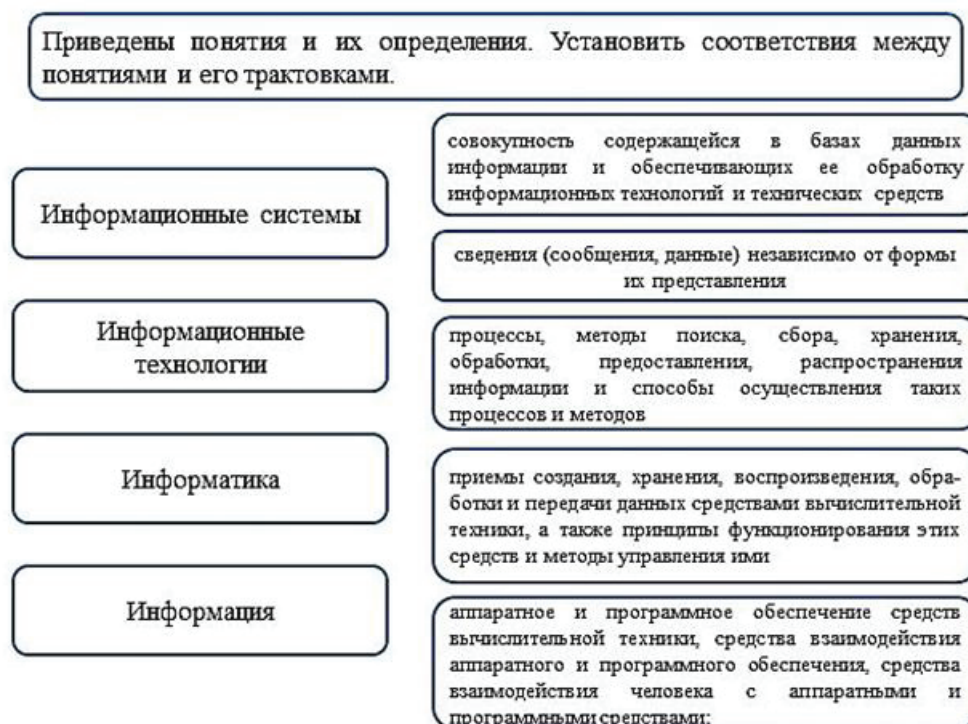 Приведены понятия и их определения. Установить соответствия между
понятиями и его трактовками.
Информационные системы
Информационные
технологии
Информатика
Информация
совокупность содержащейся в базах данных
информации и обеспечивающих ее обработку
информационных технологий и технических средств
сведения (сообщения, данные) независимо от формы
их представления
процессы, методы поиска, сбора, хранения,
обработки, предоставления, распространения
информации и способы осуществления таких
процессов и методов
приемы создания, хранения, воспроизведения, обра-
ботки и передачи данных средствами вычислительной
техники, а также принципы функционирования этих
средств и методы управления ими
аппаратное и программное обеспечение средств
вычислительной техники, средства взаимодействия
аппаратного и программного обеспечения, средства
взаимодействия человека с аппаратными и
программными средствами;